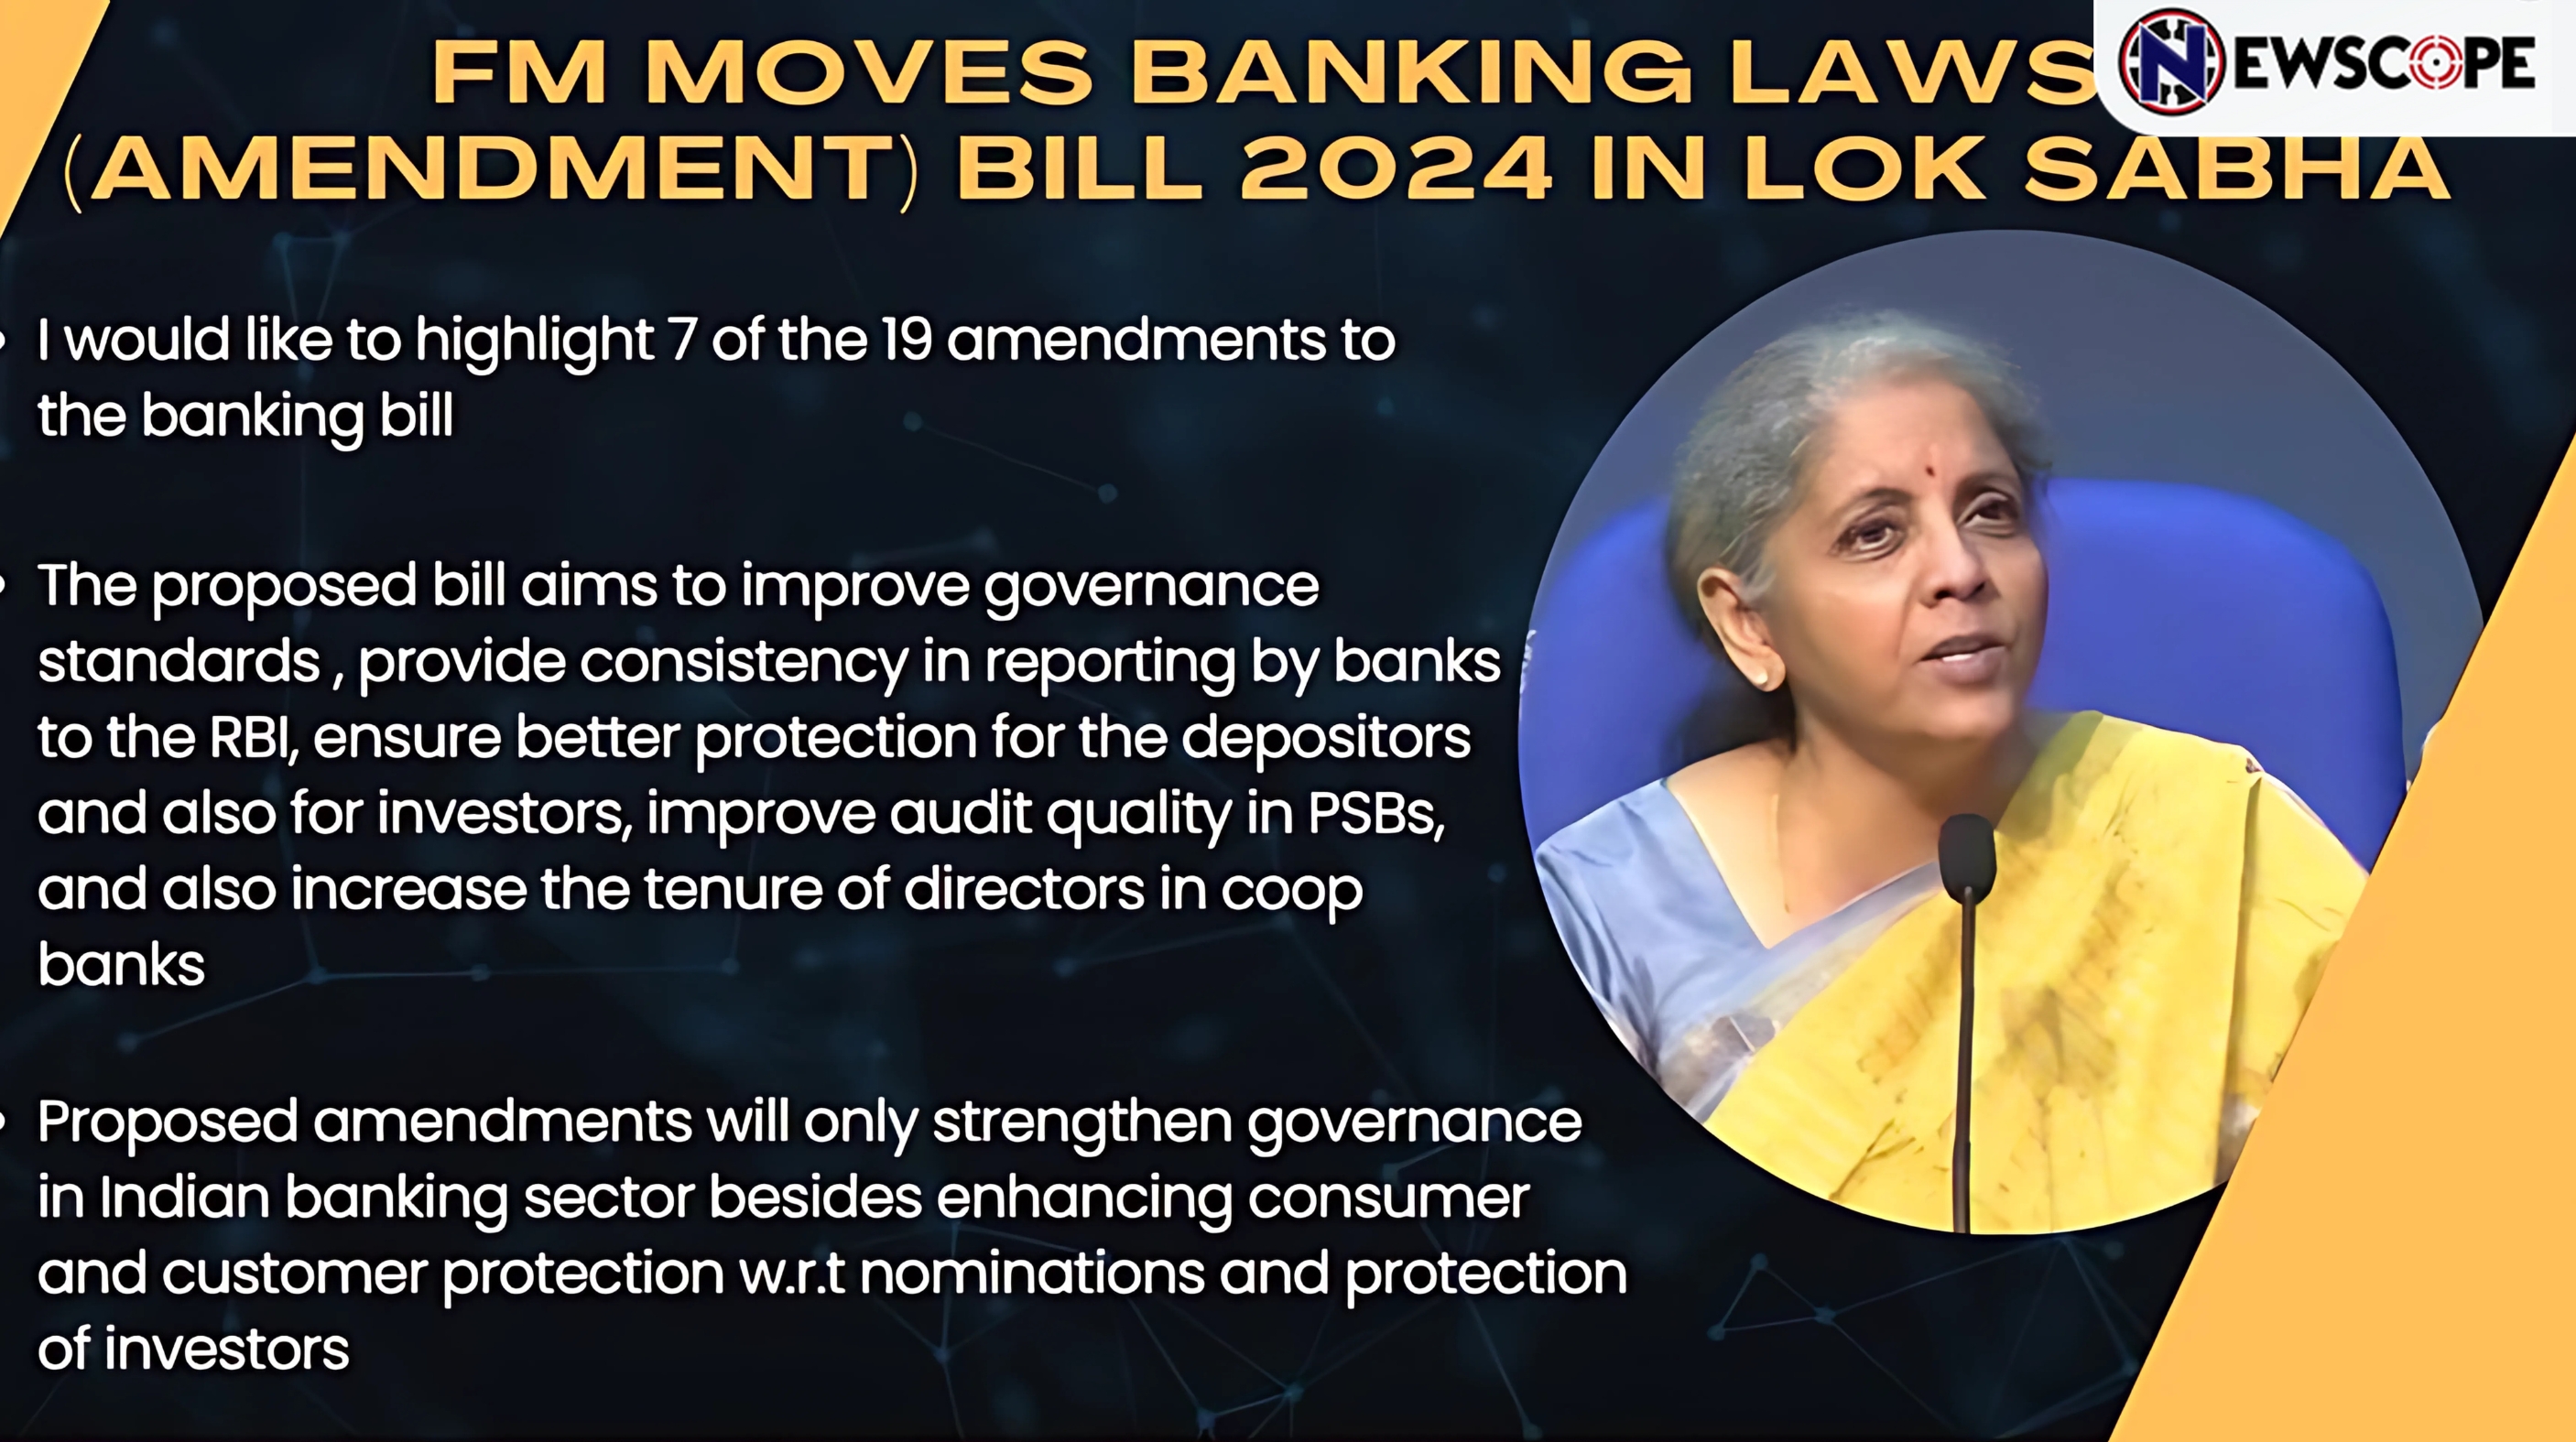 FM MOVES BANKING LAWS
NEWSCOPE
(AMENDMENT) BILL 2024 IN LOK SABHA
• I would like to highlight 7 of the 19 amendments to
the banking bill
• The proposed bill aims to improve governance
standards , provide consistency in reporting by banks
to the RBI, ensure better protection for the depositors
and also for investors, improve audit quality in PSBs,
and also increase the tenure of directors in coop
banks
• Proposed amendments will only strengthen governance
in Indian banking sector besides enhancing consumer
and customer protection w.r.t nominations and protection
of investors